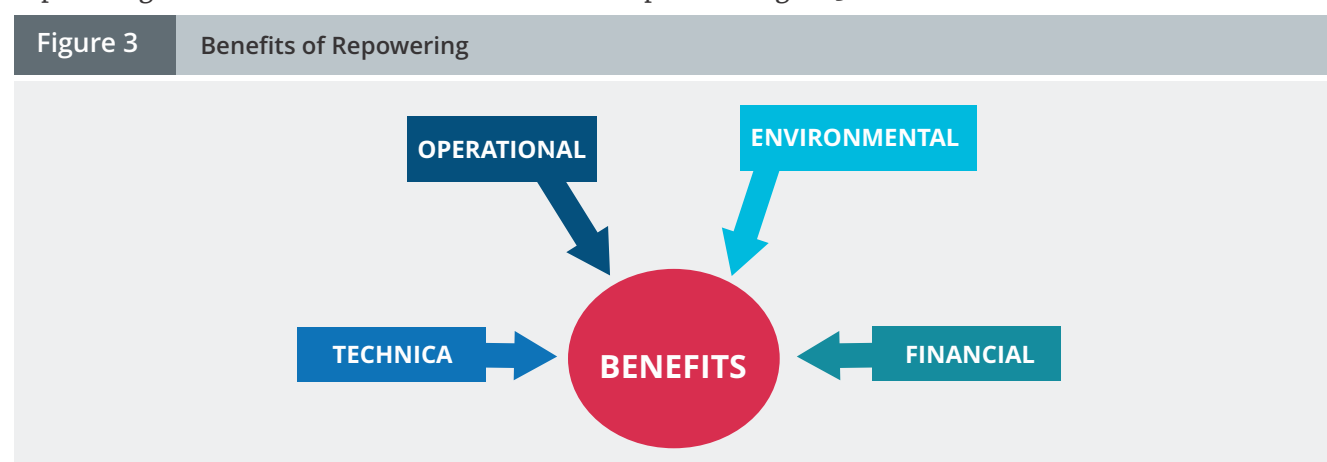 Figure 3
Benefits of Repowering
OPERATIONAL
ENVIRONMENTAL
TECHNICA
BENEFITS
FINANCIAL